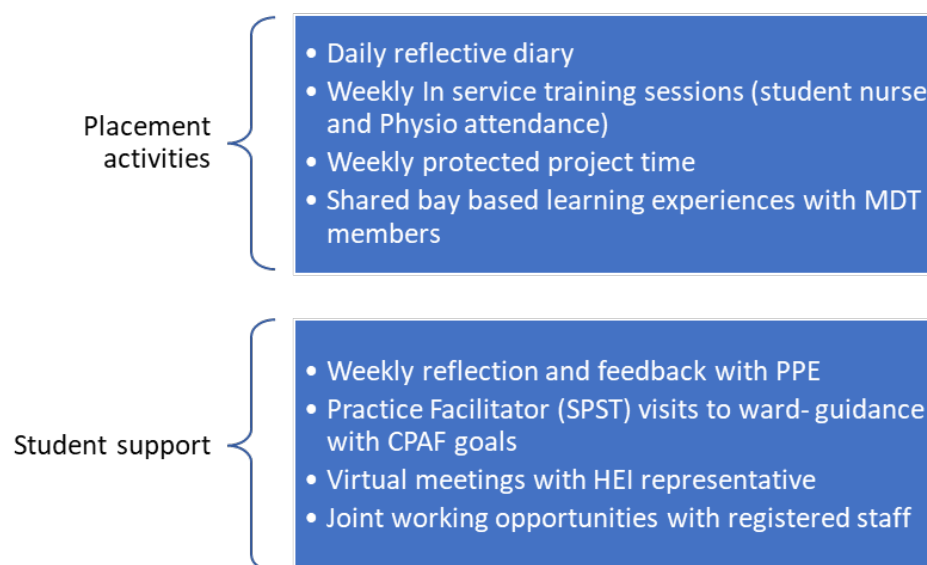 Placement
activities
• Daily reflective diary
• Weekly In service training sessions (student nurse
and Physio attendance)
• Weekly protected project time
• Shared bay based learning experiences with MDT
members
Student support
• Weekly reflection and feedback with PPE
• Practice Facilitator (SPST) visits to ward- guidance
with CPAF goals
• Virtual meetings with HEI representative
• Joint working opportunities with registered staff